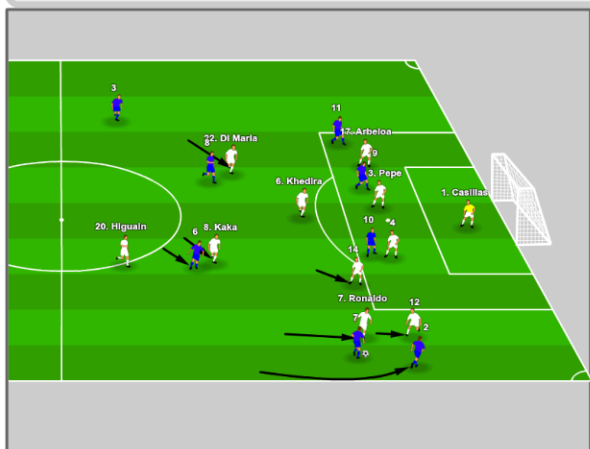 3
11
22. Di Maria
8
17. Arbeloa
9
3. Pepe
6. Khedira
1. Casillas
10
4
20. Higuain
6
8. Kaka
14
7. Ronaldo
12
7
2